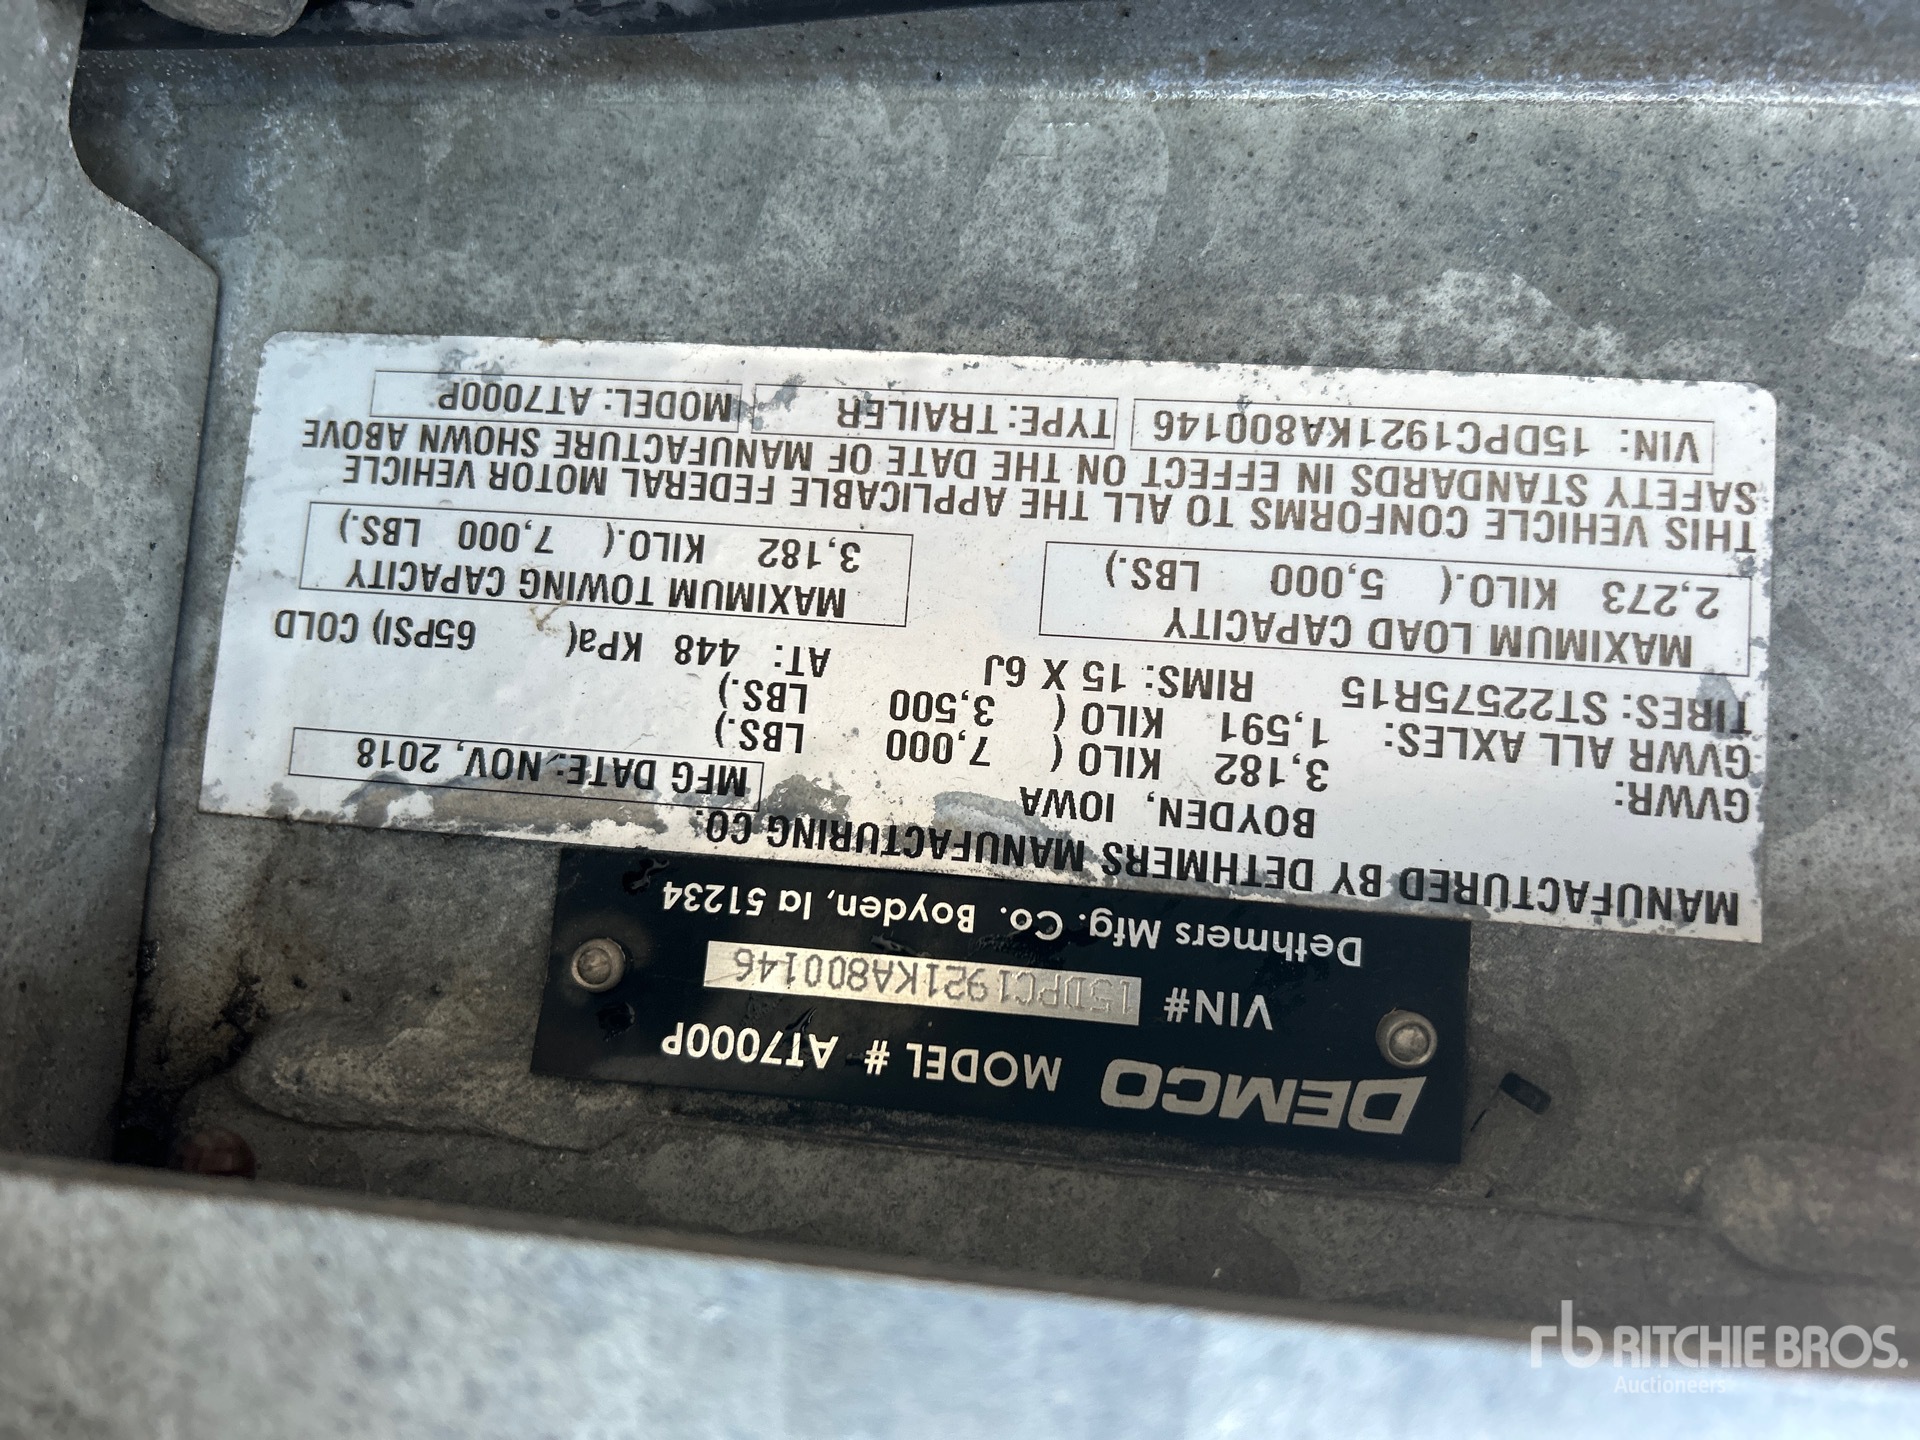 DEMCO MODEL # AT7000P
VIN# 15DPC1921KA800146
Dethmers Mfg. Co. Boyden, Ia 51234
MANUFACTURED BY DETHMERS MANUFACTURING CO.
BOYDEN, IOWA
MFG DATE: NOV, 2018
GVWR: 3,182 KILO ( 7,000 LBS.)
GVWR ALL AXLES: 1,591 KILO ( 3,500 LBS.)
TIRES: ST22575R15 RIMS: 15 X 6J AT: 448 KPa( 65PSI) COLD
MAXIMUM LOAD CAPACITY
2,273 KILO.( 5,000 LBS.)
MAXIMUM TOWING CAPACITY
3,182 KILO.( 7,000 LBS.)
THIS VEHICLE CONFORMS TO ALL THE APPLICABLE FEDERAL MOTOR VEHICLE
SAFETY STANDARDS IN EFFECT ON THE DATE OF MANUFACTURE SHOWN ABOVE
VIN: 15DPC1921KA800146 TYPE: TRAILER MODEL: AT7000P
rb RITCHIE BROS.
Auctioneers